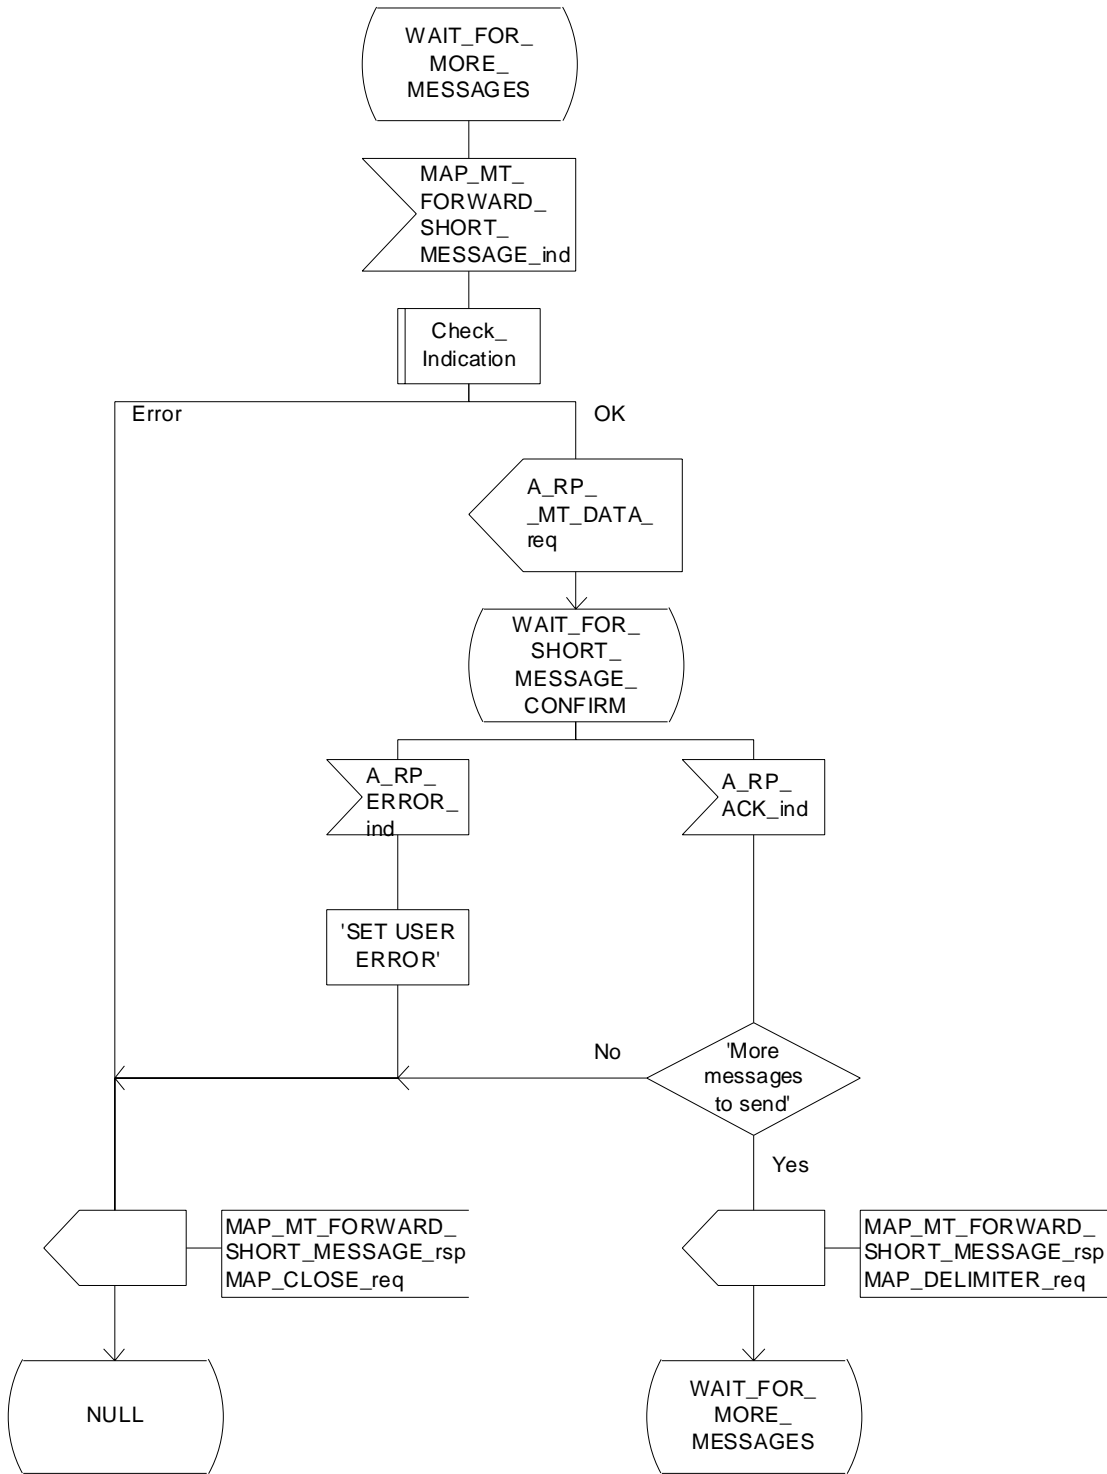 WAIT_FOR_
MORE_
MESSAGES
MAP_MT_
FORWARD_
SHORT_
MESSAGE_ind
Check_
Indication
Error
OK
A_RP_
_MT_DATA_
req
WAIT_FOR_
SHORT_
MESSAGE_
CONFIRM
A_RP_
ERROR_
ind
A_RP_
ACK_ind
'SET USER
ERROR'
No
'More
messages
to send'
Yes
MAP_MT_FORWARD_
SHORT_MESSAGE_rsp
MAP_CLOSE_req
MAP_MT_FORWARD_
SHORT_MESSAGE_rsp
MAP_DELIMITER_req
NULL
WAIT_FOR_
MORE_
MESSAGES